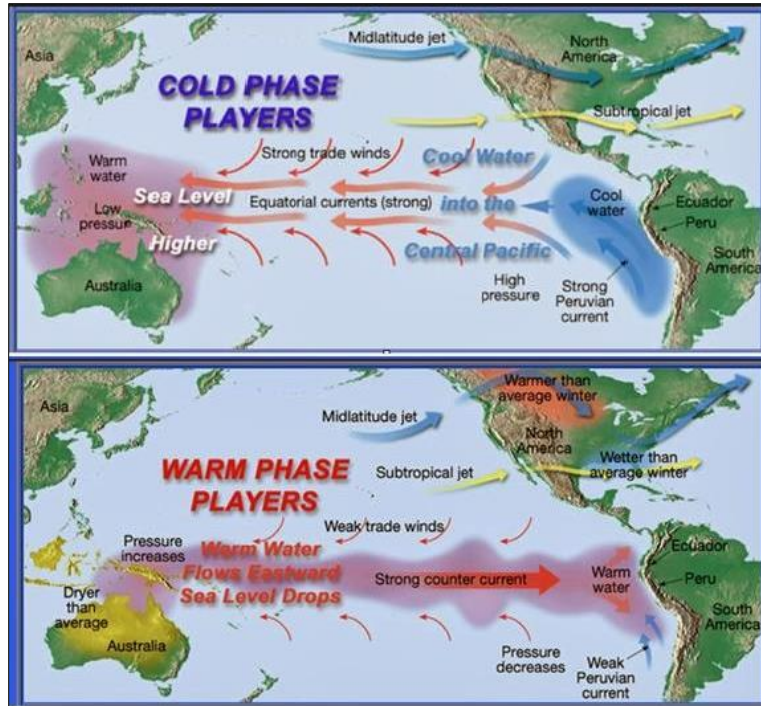 Midlatitude jet
North
America
Asia
COLD PHASE
PLAYERS
Subtropical jet
Strong trade winds
Cool Water
Warm
water
Sea Level
Equatorial currents (strong)
into the
Cool
water
Ecuador
Low
pressur
Peru
Higher
Central Pacific
South
America
Australia
High
pressure
Strong
Peruvian
current
Warmer than
average winter
Asia
Midlatitude jet
North
America
Wetter than
average winter
Subtropical jet
WARM PHASE
PLAYERS
Weak trade winds
Pressure
increases
Warm Water
Flows Eastward
Sea Level Drops
Strong counter current
Warm
water
Ecuador
Peru
Dryer
than
average
South
America
Australia
Pressure
decreases
Weak
Peruvian
current